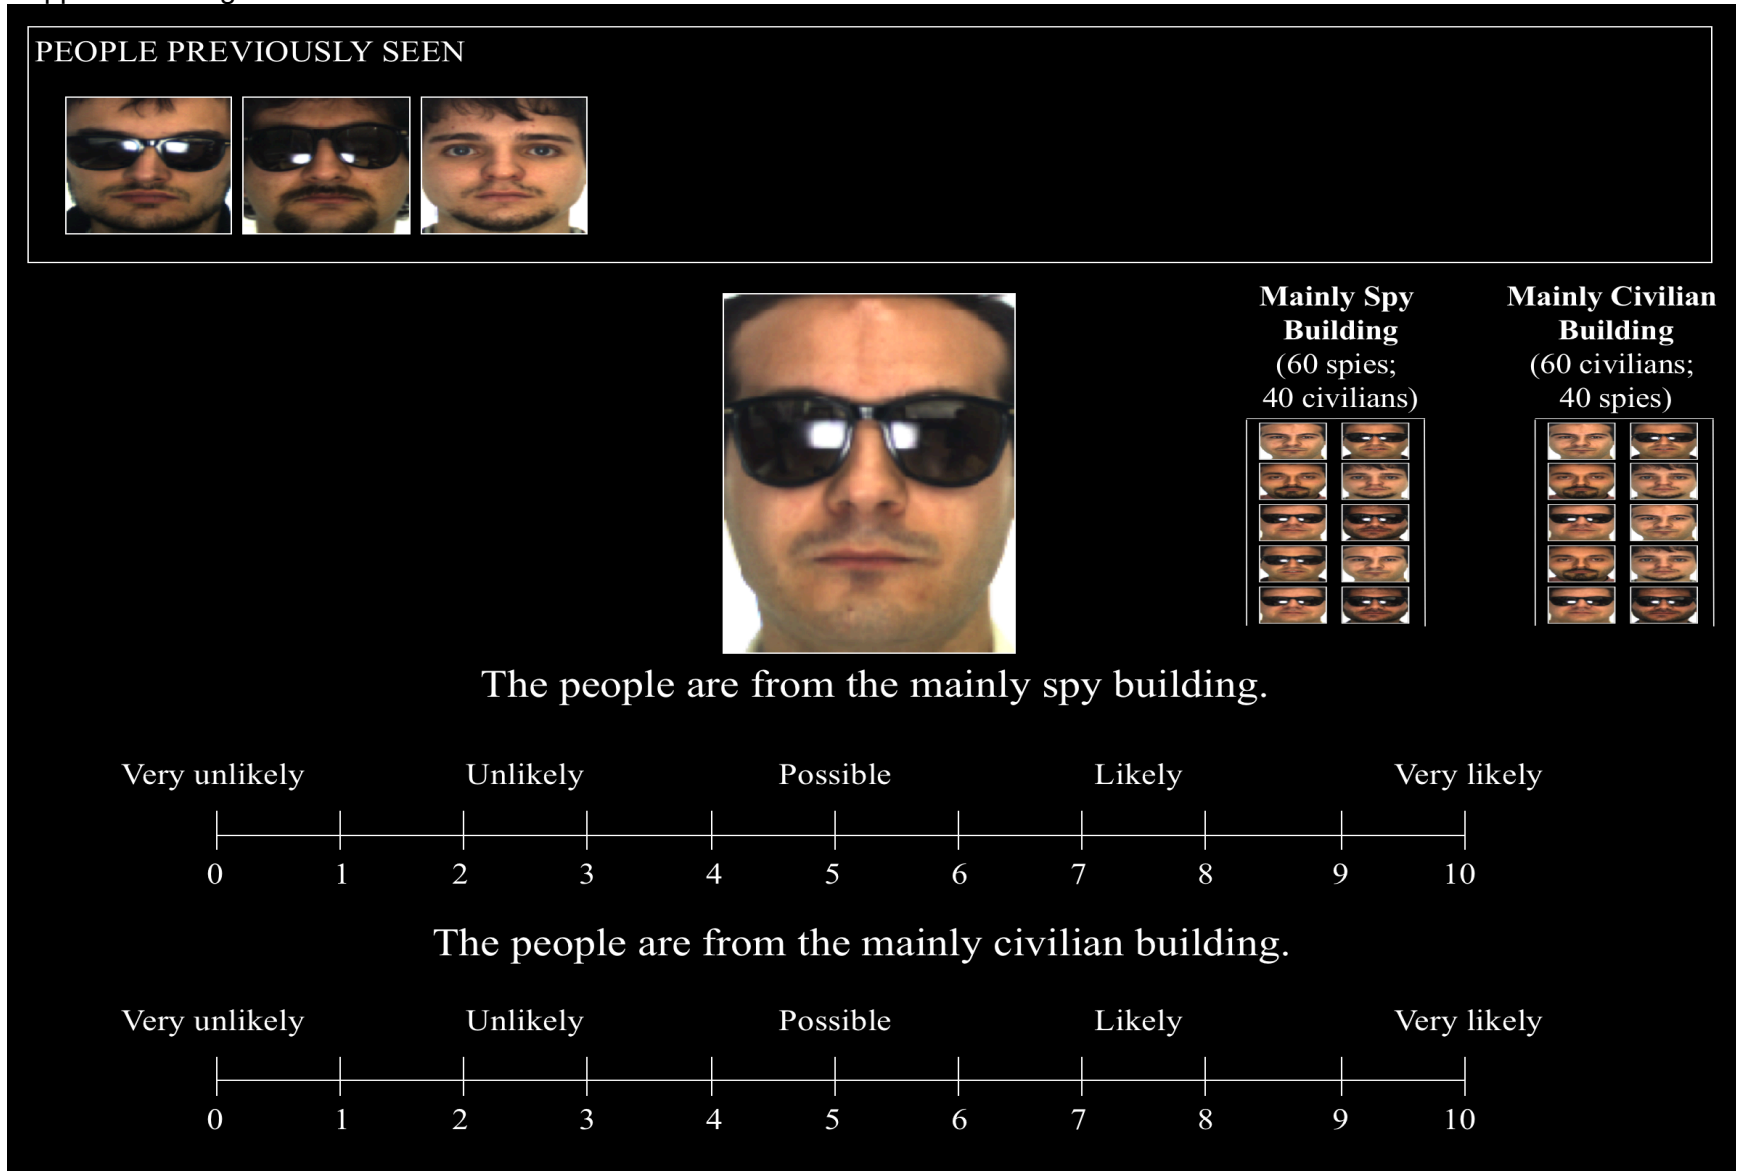 PEOPLE PREVIOUSLY SEEN
Mainly Spy
Building
(60 spies;
40 civilians)
Mainly Civilian
Building
(60 civilians;
40 spies)
The people are from the mainly spy building.
Very unlikely Unlikely Possible Likely Very likely
0 1 2 3 4 5 6 7 8 9 10
The people are from the mainly civilian building.
Very unlikely Unlikely Possible Likely Very likely
0 1 2 3 4 5 6 7 8 9 10